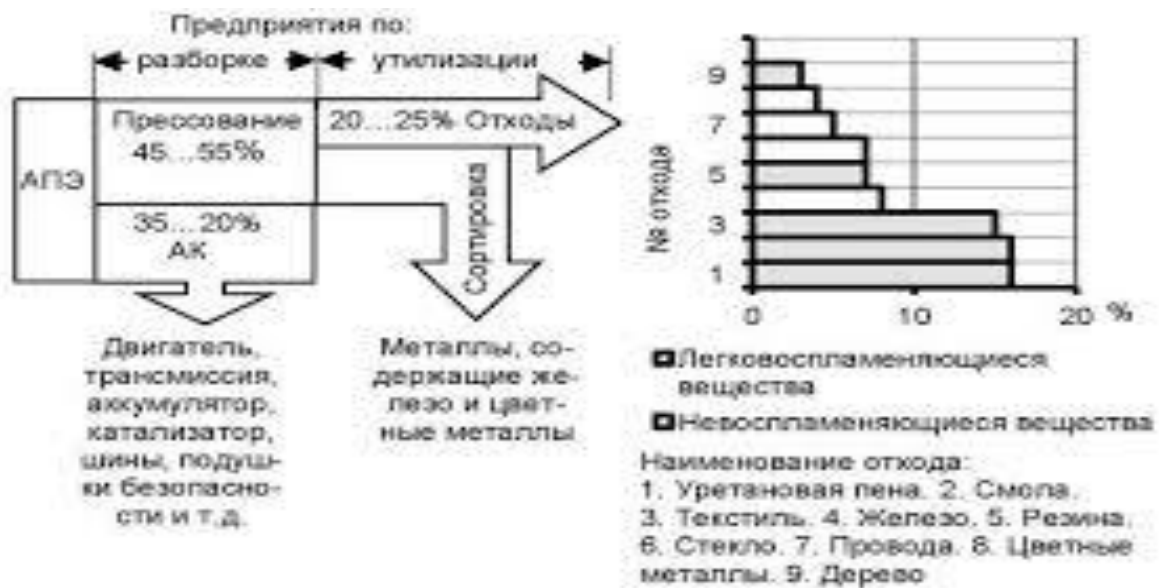 Предприятия по:
разборке
утилизации
АПЭ
Прессование
45...55%
20...25% Отходы
35...20%
АК
Сортировка
Двигатель,
трансмиссия,
аккумулятор,
катализатор,
шины, подуш-
ки безопасно-
сти и т.д.
Металлы, со-
держащие же-
лезо и цвет-
ные металлы
№ отхода
9
7
5
3
1
0
10
20 %
Легковоспламеняющиеся
вещества
Невоспламеняющиеся вещества
Наименование отхода:
1. Уретановая пена. 2. Смола.
3. Текстиль. 4. Железо. 5. Резина.
6. Стекло. 7. Провода. 8. Цветные
металлы. 9. Дерево